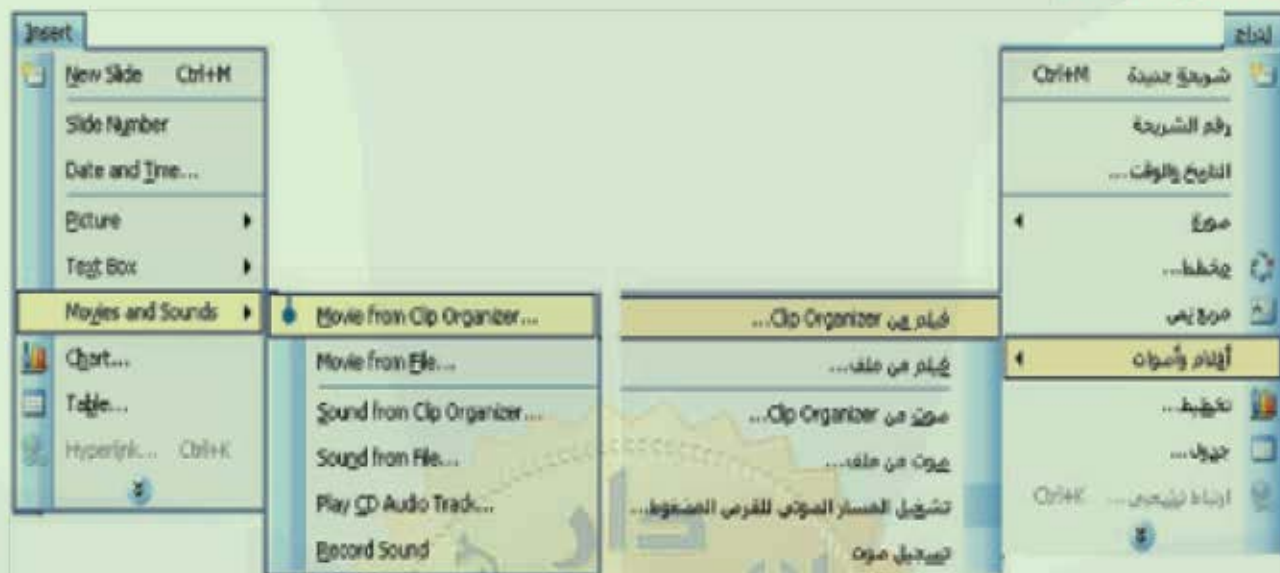 Insert
New Slide Ctrl+M
Slide Number
Date and Time...
Picture
Text Box
Movies and Sounds
Chart...
Table...
Hyperlink... Ctrl+K
Movie from Clip Organizer...
Movie from File...
Sound from Clip Organizer...
Sound from File...
Play CD Audio Track...
Record Sound
إدراج
شريحة جديدة Ctrl+M
رقم الشريحة
التاريخ والوقت...
صورة
مخطط...
مربع نص
أفلام وأصوات
تخطيط...
جدول...
ارتباط تشعبي... Ctrl+K
فيلم من Clip Organizer...
فيلم من ملف...
صوت من Clip Organizer...
صوت من ملف...
تشغيل المسار الصوتي للقرص المضغوط...
تسجيل صوت
دار